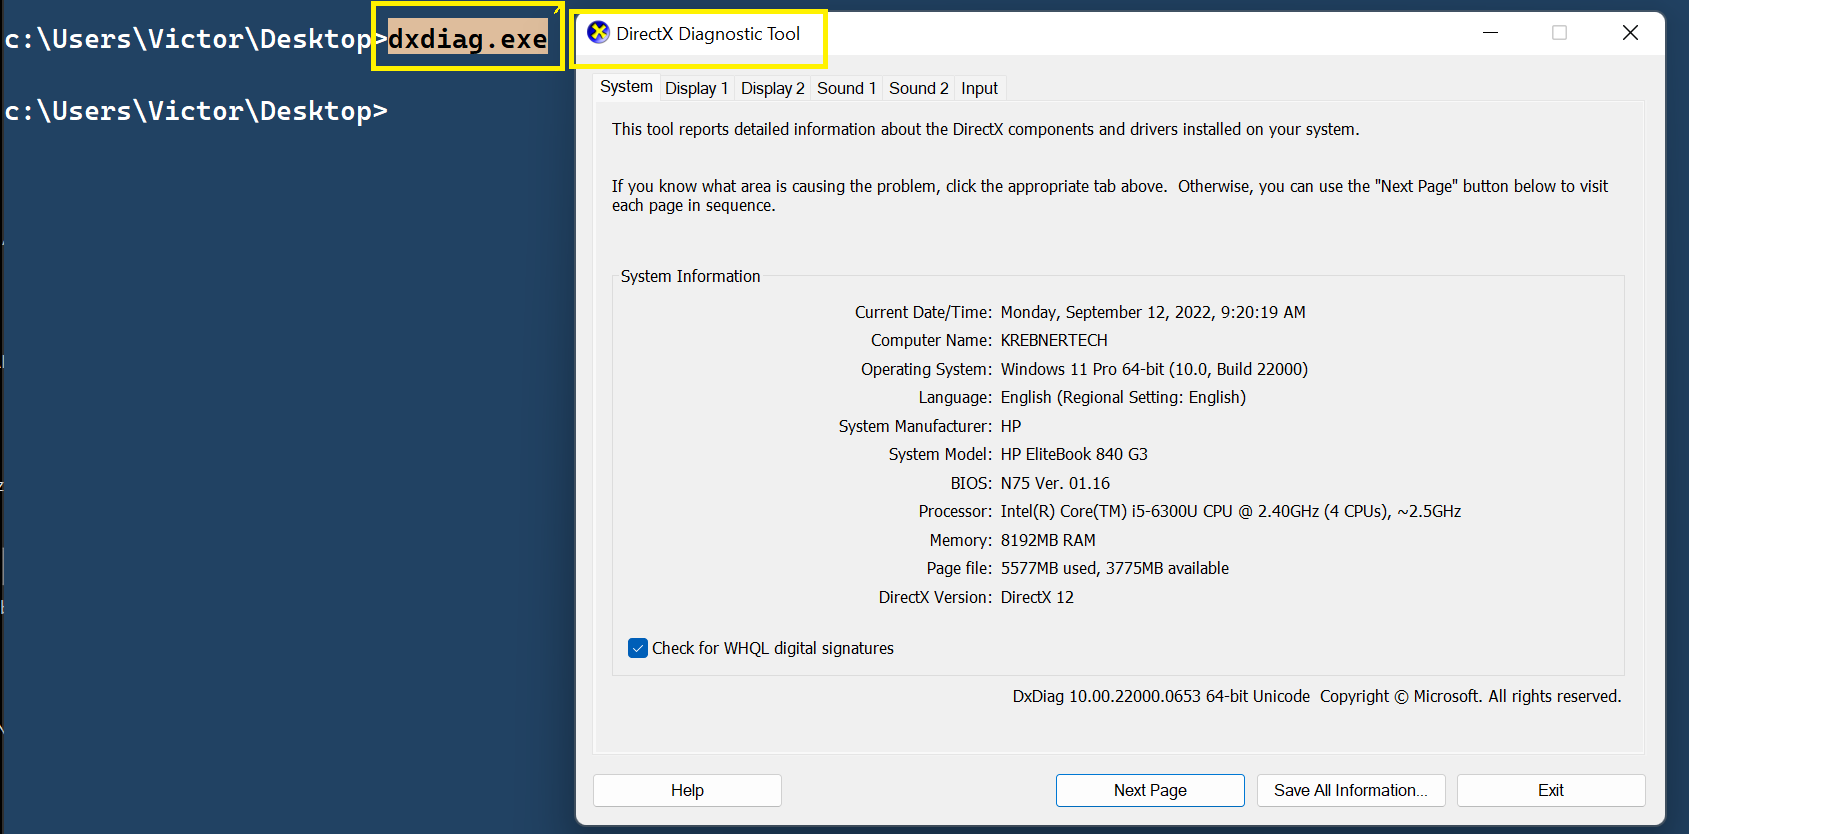 c:\Users\Victor\Desktop>dxdiag.exe
c:\Users\Victor\Desktop>
DirectX Diagnostic Tool
System Display 1 Display 2 Sound 1 Sound 2 Input
This tool reports detailed information about the DirectX components and drivers installed on your system.
If you know what area is causing the problem, click the appropriate tab above.  Otherwise, you can use the "Next Page" button below to visit
each page in sequence.
System Information
Current Date/Time: Monday, September 12, 2022, 9:20:19 AM
Computer Name: KREBNERTECH
Operating System: Windows 11 Pro 64-bit (10.0, Build 22000)
Language: English (Regional Setting: English)
System Manufacturer: HP
System Model: HP EliteBook 840 G3
BIOS: N75 Ver. 01.16
Processor: Intel(R) Core(TM) i5-6300U CPU @ 2.40GHz (4 CPUs), ~2.5GHz
Memory: 8192MB RAM
Page file: 5577MB used, 3775MB available
DirectX Version: DirectX 12
Check for WHQL digital signatures
DxDiag 10.00.22000.0653 64-bit Unicode  Copyright © Microsoft. All rights reserved.
Help Next Page Save All Information... Exit